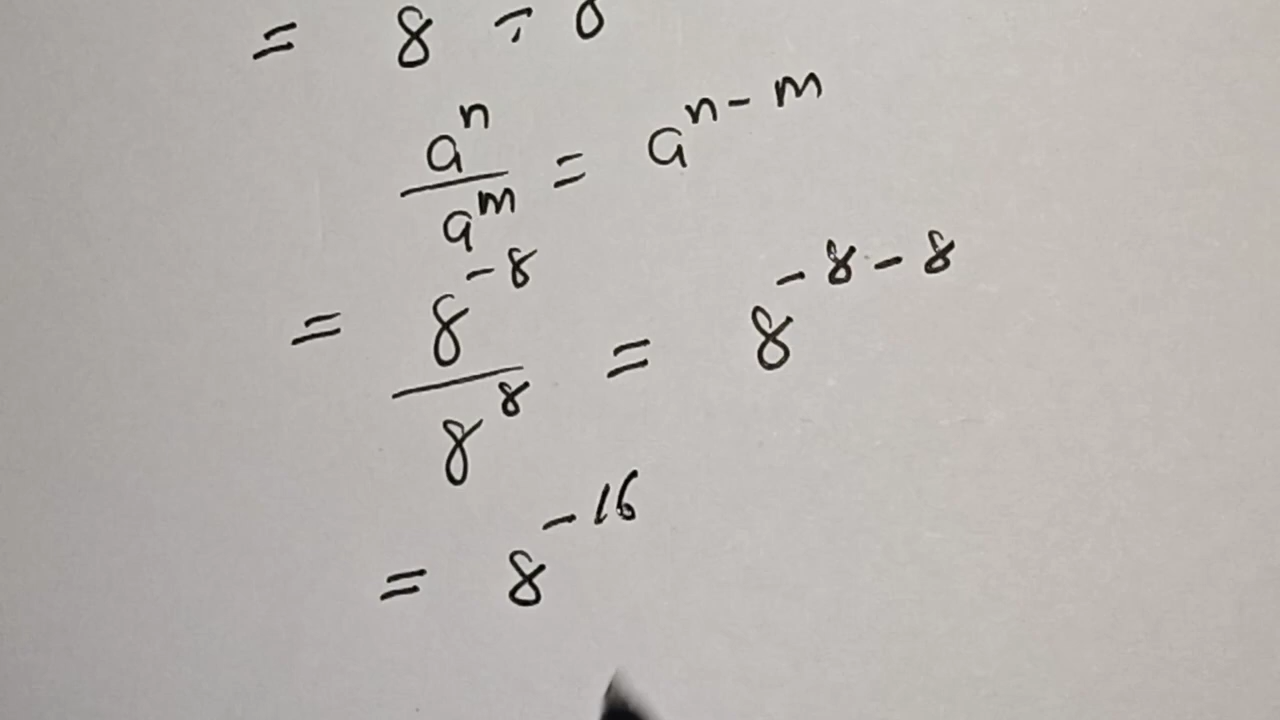 = 8 ÷ 8
aⁿ/aᵐ = aⁿ⁻ᵐ
= 8⁻⁸/8⁸ = 8⁻⁸⁻⁸
= 8⁻¹⁶